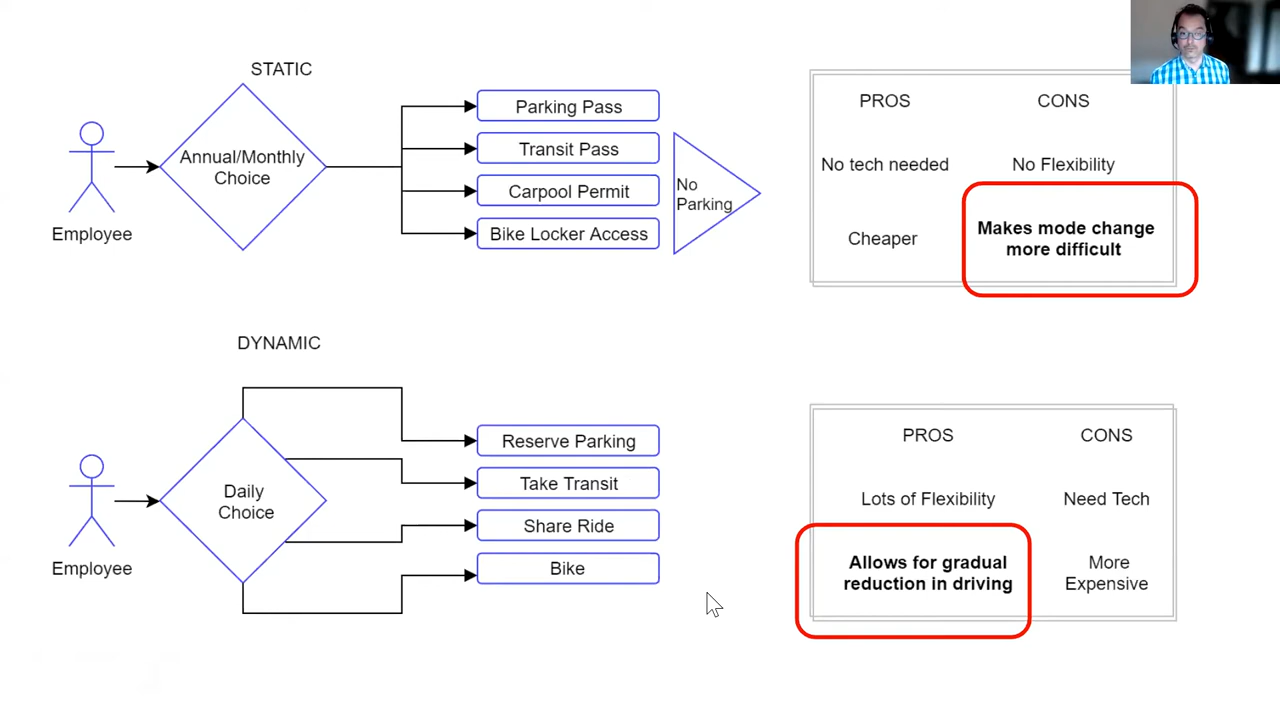 STATIC
Employee
Annual/Monthly
Choice
Parking Pass
Transit Pass
Carpool Permit
Bike Locker Access
No
Parking
PROS
CONS
No tech needed
No Flexibility
Cheaper
Makes mode change
more difficult
DYNAMIC
Employee
Daily
Choice
Reserve Parking
Take Transit
Share Ride
Bike
PROS
CONS
Lots of Flexibility
Need Tech
Allows for gradual
reduction in driving
More
Expensive